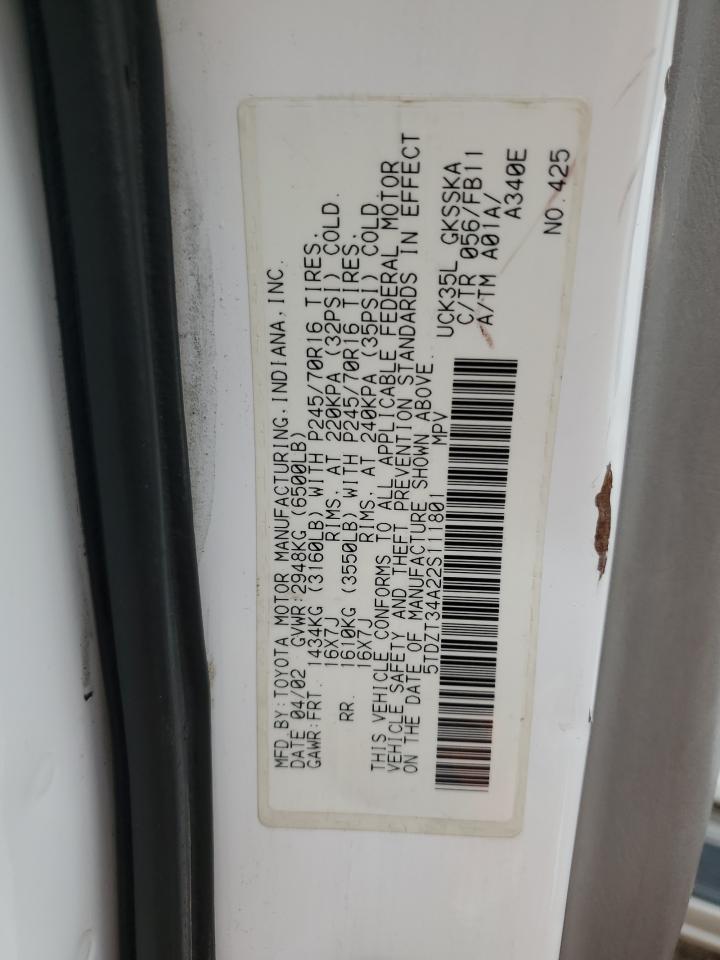 MFD.BY:TOYOTA MOTOR MANUFACTURING,INDIANA,INC.
DATE 04/02 GVWR:2948KG (6500LB)
GAWR:FRT. 1434KG (3160LB) WITH P245/70R16 TIRES.
16X7J RIMS. AT 220KPA (32PSI) COLD.
RR. 1610KG (3550LB) WITH P245/70R16 TIRES.
16X7J RIMS. AT 240KPA (35PSI) COLD.
THIS VEHICLE CONFORMS TO ALL APPLICABLE FEDERAL MOTOR
VEHICLE SAFETY AND THEFT PREVENTION STANDARDS IN EFFECT
ON THE DATE OF MANUFACTURE SHOWN ABOVE.
5TDZT34A22S111801 MPV
UCK35L GKSSKA
C/TR 056/FB11
A/TM A01A/
A340E
NO.425